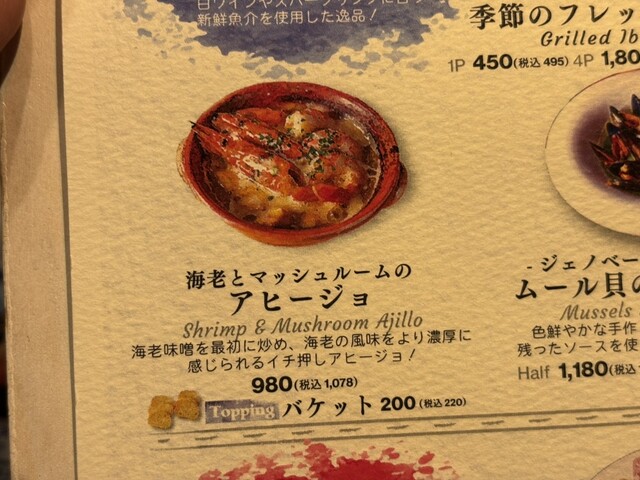 新鮮魚介を使用した逸品！
季節のフレッ
Grilled Ib
1P 450(税込 495) 4P 1,80
海老とマッシュルームの
アヒージョ
Shrimp & Mushroom Ajillo
海老味噌を最初に炒め、海老の風味をより濃厚に
感じられるイチ押しアヒージョ！
980(税込 1,078)
Topping バケット 200 (税込 220)
- ジェノベー
ムール貝の
Mussels
色鮮やかな手作
残ったソースを使
Half 1,180(税込